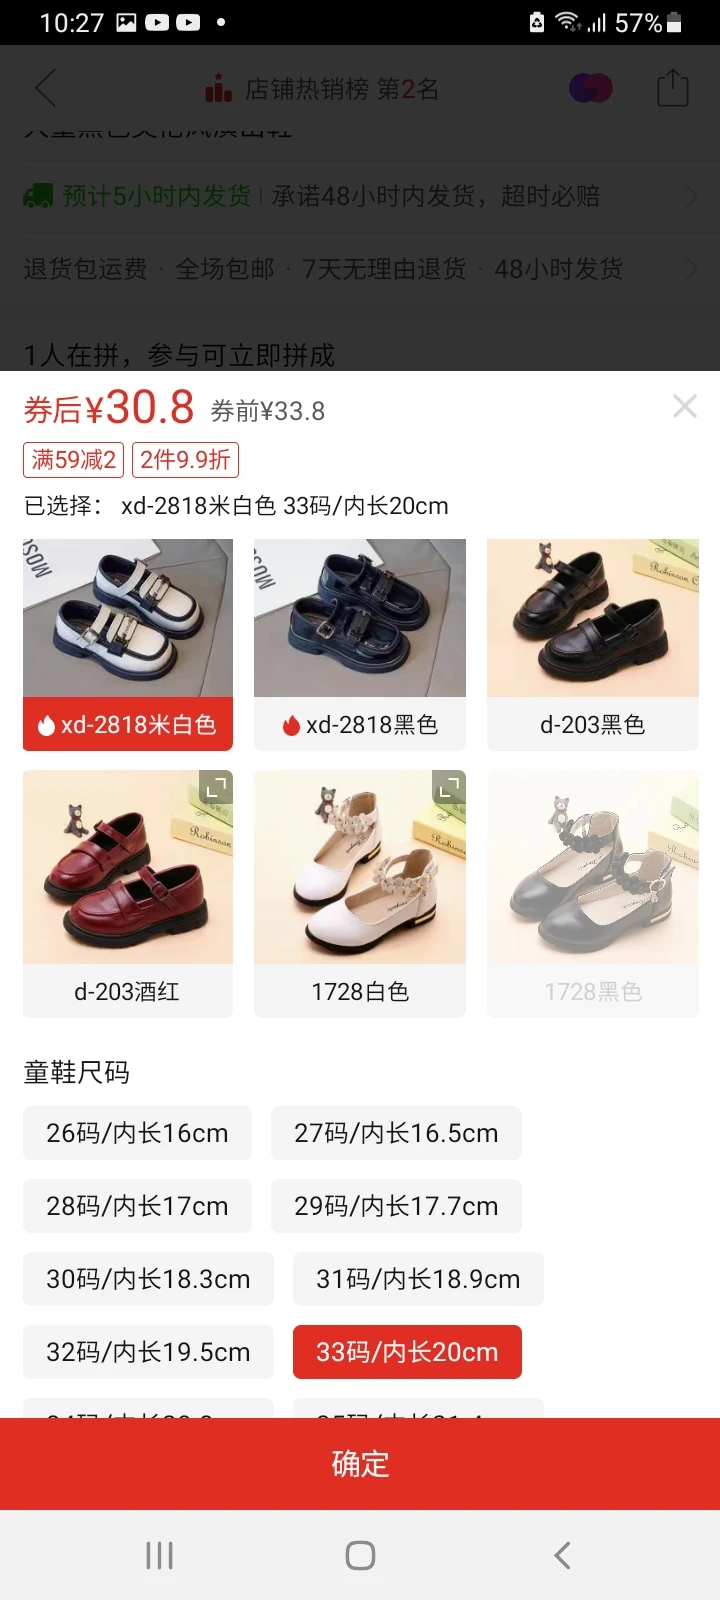 10:27
57%
店铺热销榜 第2名
预计5小时内发货 | 承诺48小时内发货，超时必赔
退货包运费 · 全场包邮 · 7天无理由退货 · 48小时发货
1人在拼，参与可立即拼成
券后¥30.8 券前¥33.8
满59减2 2件9.9折
已选择： xd-2818米白色 33码/内长20cm
MOSC
MUSC
Robinson C
xd-2818米白色
xd-2818黑色
d-203黑色
Robinson
Robinson
Robin
d-203酒红
1728白色
1728黑色
童鞋尺码
26码/内长16cm
27码/内长16.5cm
28码/内长17cm
29码/内长17.7cm
30码/内长18.3cm
31码/内长18.9cm
32码/内长19.5cm
33码/内长20cm
确定